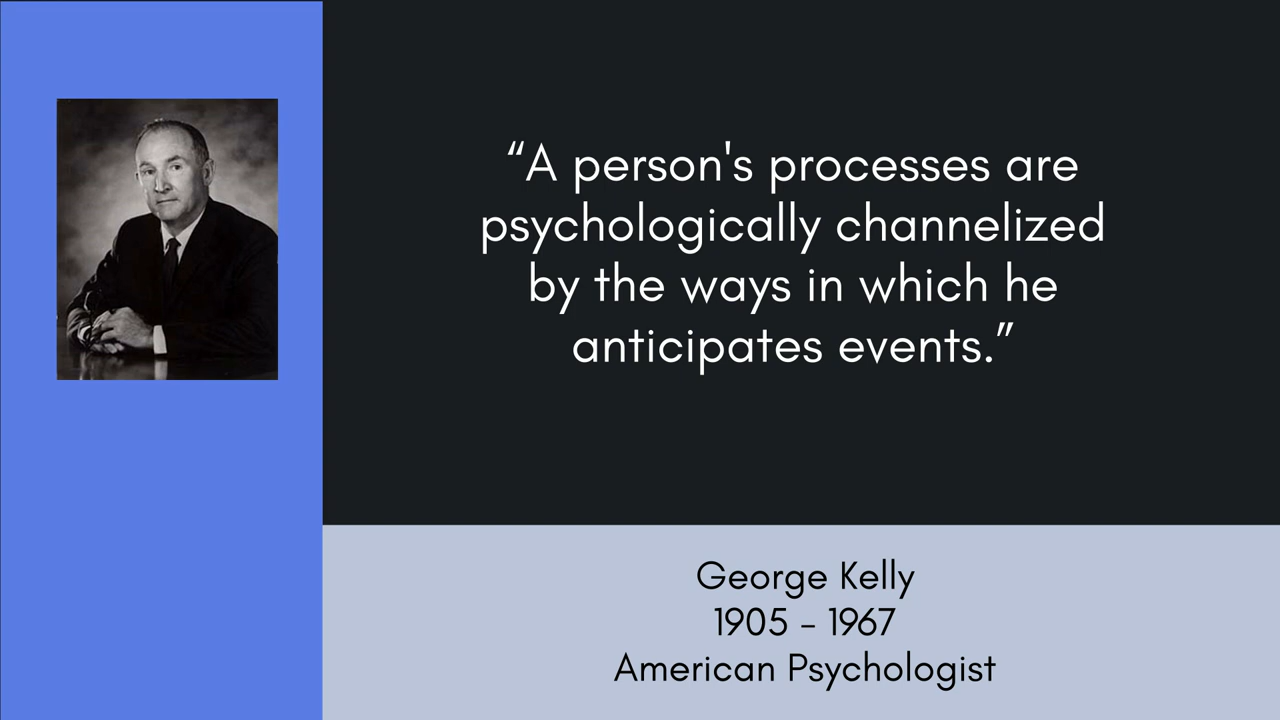 “A person's processes are
psychologically channelized
by the ways in which he
anticipates events.”
George Kelly
1905 – 1967
American Psychologist